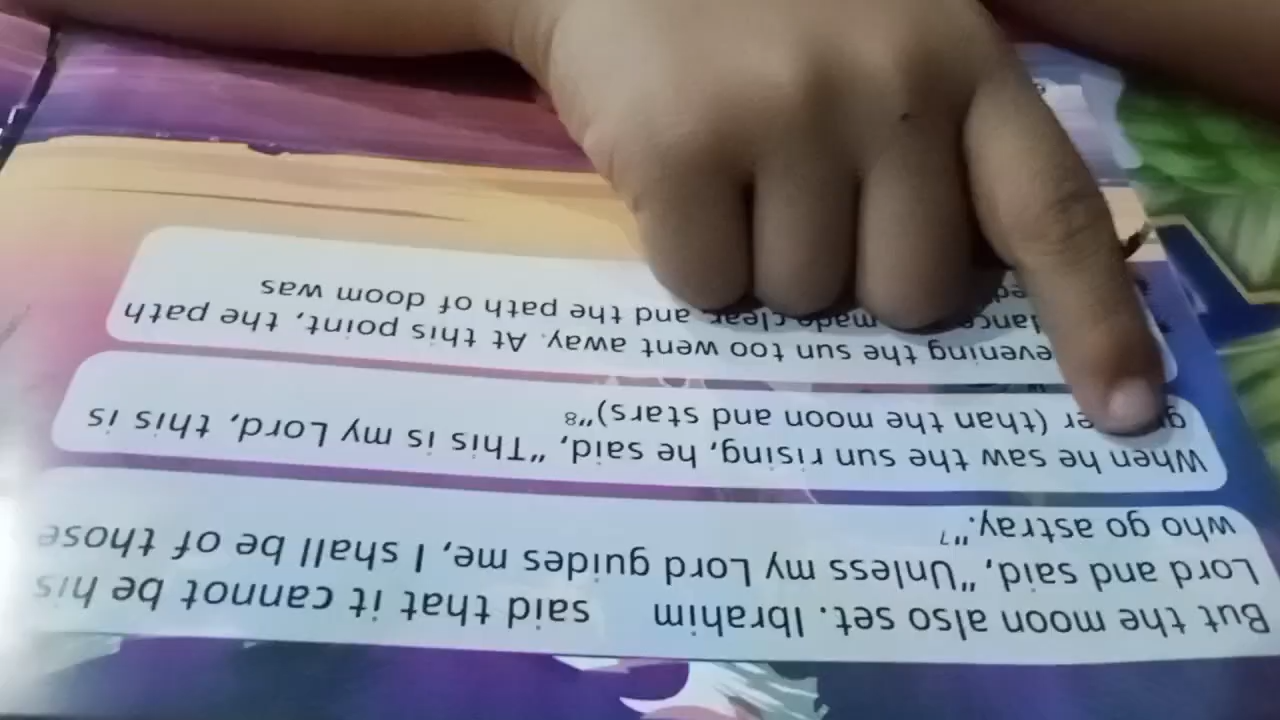 But the moon also set. Ibrahim said that it cannot be his
Lord and said, "Unless my Lord guides me, I shall be of those
who go astray."7
When he saw the sun rising, he said, "This is my Lord, this is
(than the moon and stars)"8
evening the sun too went away. At this point, the path
made clear and the path of doom was